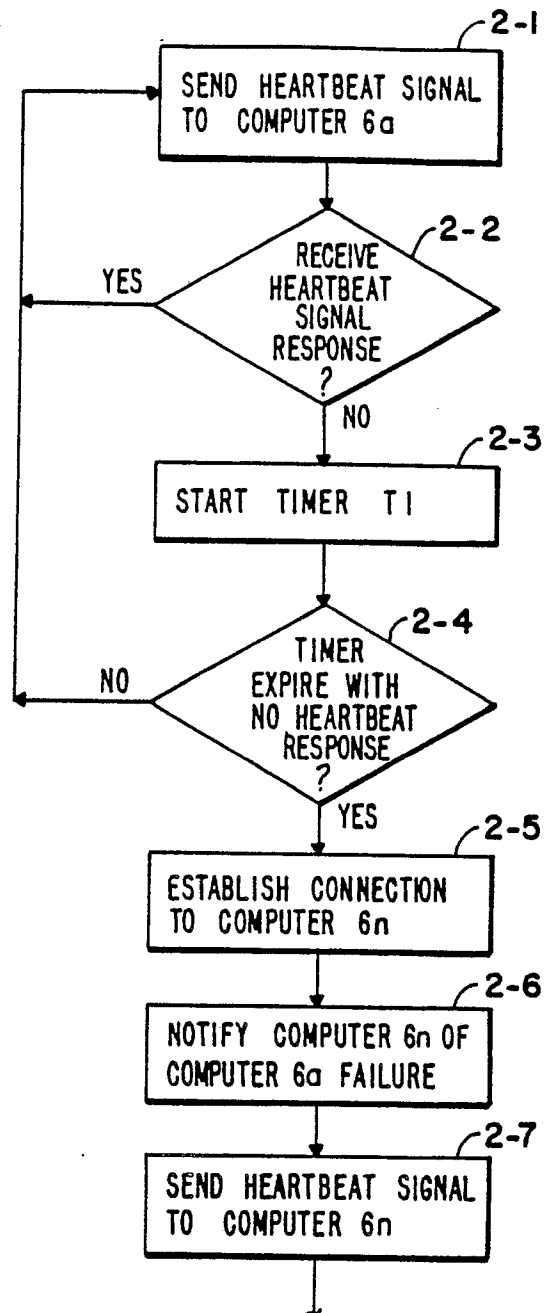 2-1
SEND HEARTBEAT SIGNAL
TO COMPUTER 6a
2-2
RECEIVE
HEARTBEAT
SIGNAL
RESPONSE
?
YES
NO
2-3
START TIMER T1
2-4
TIMER
EXPIRE WITH
NO HEARTBEAT
RESPONSE
?
NO
YES
2-5
ESTABLISH CONNECTION
TO COMPUTER 6n
2-6
NOTIFY COMPUTER 6n OF
COMPUTER 6a FAILURE
2-7
SEND HEARTBEAT SIGNAL
TO COMPUTER 6n